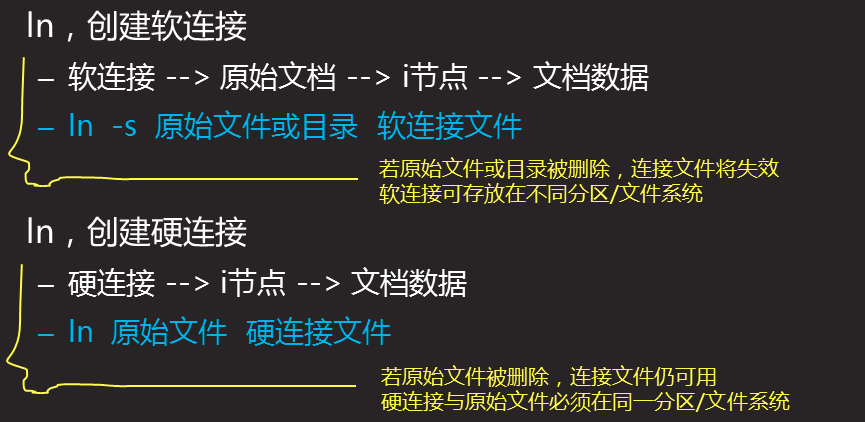 ln，创建软连接
– 软连接 --> 原始文档 --> i节点 --> 文档数据
– ln -s 原始文件或目录 软连接文件
若原始文件或目录被删除，连接文件将失效
软连接可存放在不同分区/文件系统
ln，创建硬连接
– 硬连接 --> i节点 --> 文档数据
– ln 原始文件 硬连接文件
若原始文件被删除，连接文件仍可用
硬连接与原始文件必须在同一分区/文件系统